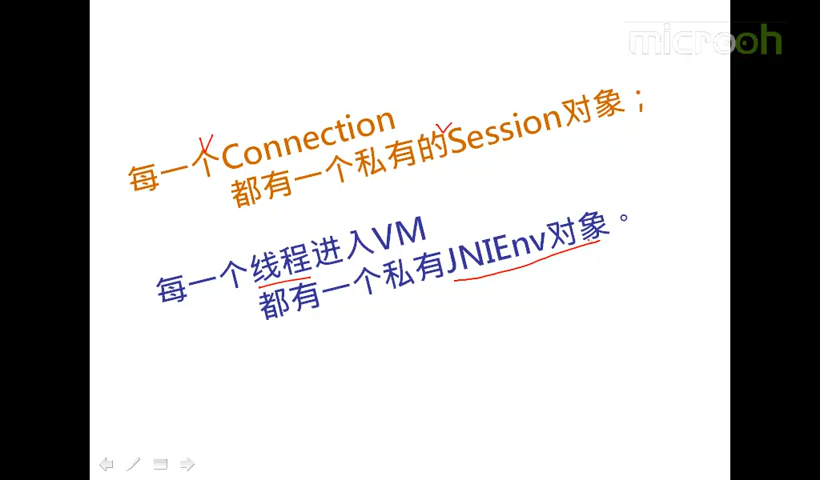 microoh
每一个Connection
都有一个私有的Session对象；
每一个线程进入VM
都有一个私有JNIEnv对象。